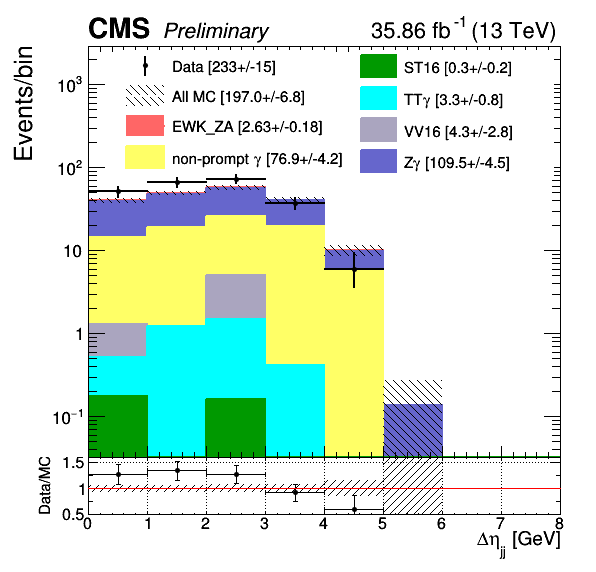 CMS Preliminary 35.86 fb⁻¹ (13 TeV)
Events/bin
Data [233+/-15]
All MC [197.0+/-6.8]
EWK_ZA [2.63+/-0.18]
non-prompt γ [76.9+/-4.2]
ST16 [0.3+/-0.2]
TTγ [3.3+/-0.8]
VV16 [4.3+/-2.8]
Zγ [109.5+/-4.5]
10³
10²
10
1
10⁻¹
Data/MC
1.5
1
0.5
0 1 2 3 4 5 6 7 8
Δη_jj [GeV]